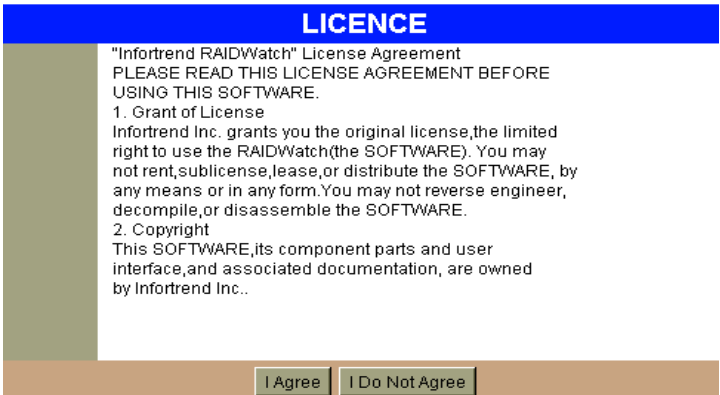 LICENCE
"Infortrend RAIDWatch" License Agreement
PLEASE READ THIS LICENSE AGREEMENT BEFORE
USING THIS SOFTWARE.
1. Grant of License
Infortrend Inc. grants you the original license,the limited
right to use the RAIDWatch(the SOFTWARE). You may
not rent,sublicense,lease,or distribute the SOFTWARE, by
any means or in any form.You may not reverse engineer,
decompile,or disassemble the SOFTWARE.
2. Copyright
This SOFTWARE,its component parts and user
interface,and associated documentation, are owned
by Infortrend Inc..
I Agree
I Do Not Agree